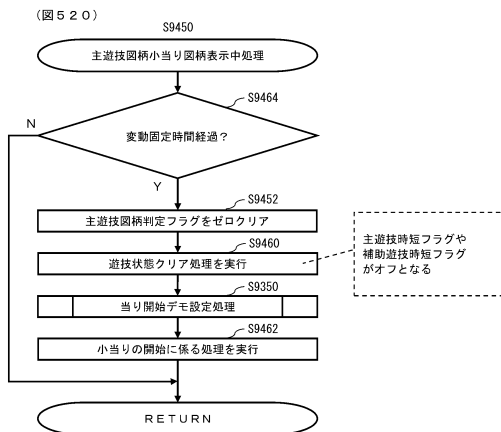 (図520)
S9450
主遊技図柄小当り図柄表示中処理
S9464
N
変動固定時間経過?
Y
S9452
主遊技図柄判定フラグをゼロクリア
S9460
遊技状態クリア処理を実行
主遊技時短フラグや
補助遊技時短フラグ
がオフとなる
S9350
当り開始デモ設定処理
S9462
小当りの開始に係る処理を実行
RETURN